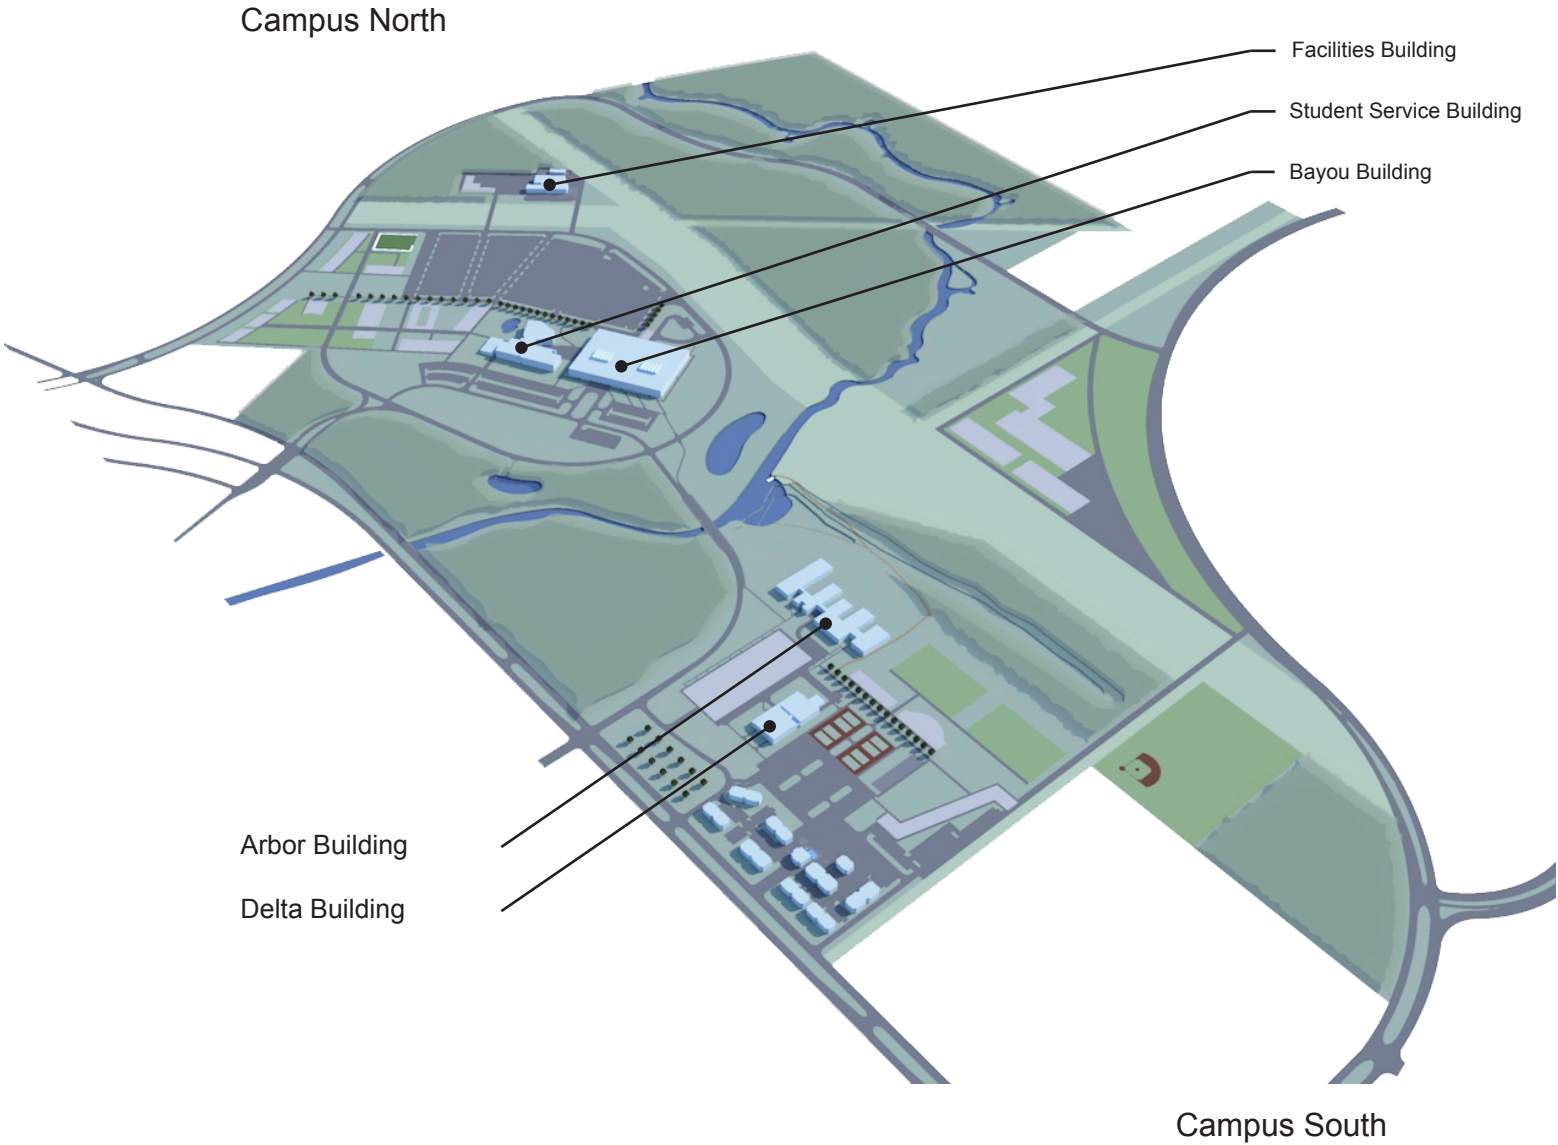 Campus North
Facilities Building
Student Service Building
Bayou Building
Arbor Building
Delta Building
Campus South